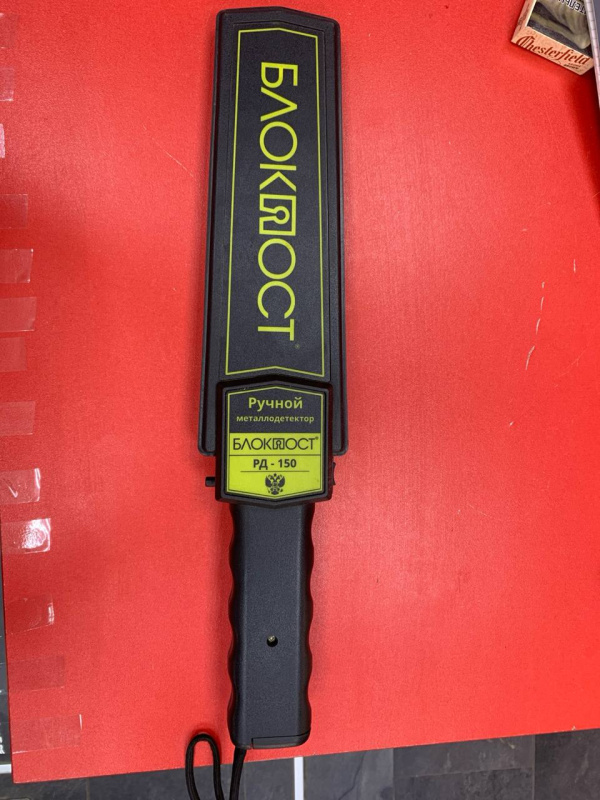 БЛОКПОСТ
Ручной
металлодетектор
БЛОКПОСТ®
РД - 150
Chesterfield